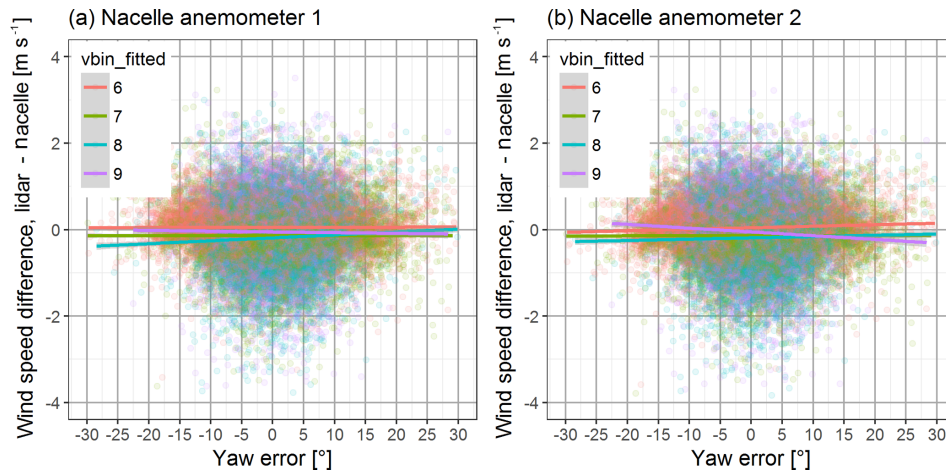 (a) Nacelle anemometer 1
Wind speed difference, lidar - nacelle [m s⁻¹]
4
2
0
-2
-4
vbin_fitted
6
7
8
9
-30 -25 -20 -15 -10 -5 0 5 10 15 20 25 30
Yaw error [°]
(b) Nacelle anemometer 2
Wind speed difference, lidar - nacelle [m s⁻¹]
4
2
0
-2
-4
vbin_fitted
6
7
8
9
-30 -25 -20 -15 -10 -5 0 5 10 15 20 25 30
Yaw error [°]